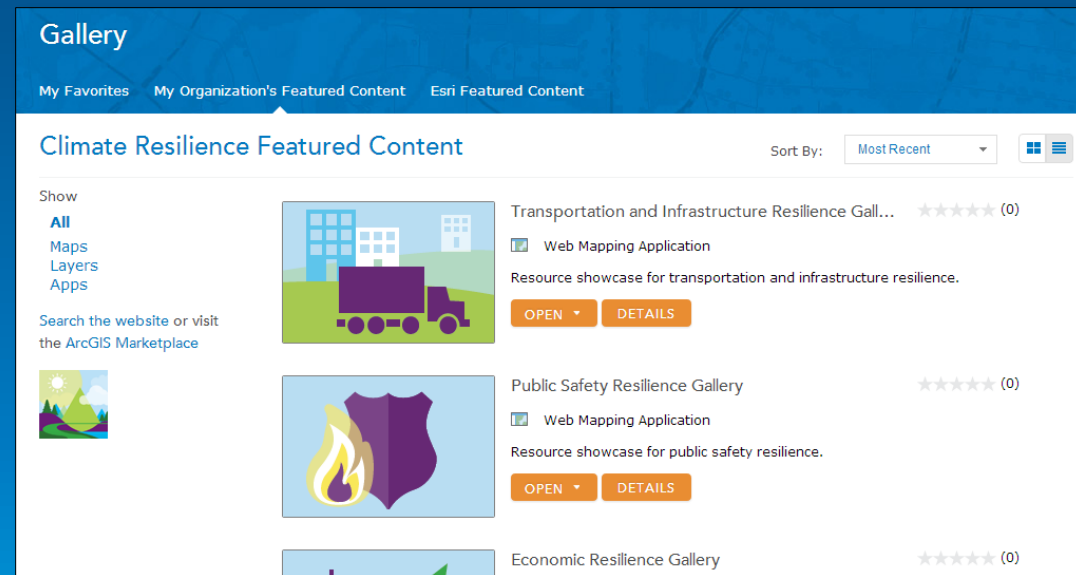 Gallery
My Favorites My Organization's Featured Content Esri Featured Content
Climate Resilience Featured Content
Sort By: Most Recent
Show
All
Maps
Layers
Apps
Search the website or visit
the ArcGIS Marketplace
Transportation and Infrastructure Resilience Gall... (0)
Web Mapping Application
Resource showcase for transportation and infrastructure resilience.
OPEN DETAILS
Public Safety Resilience Gallery (0)
Web Mapping Application
Resource showcase for public safety resilience.
OPEN DETAILS
Economic Resilience Gallery (0)